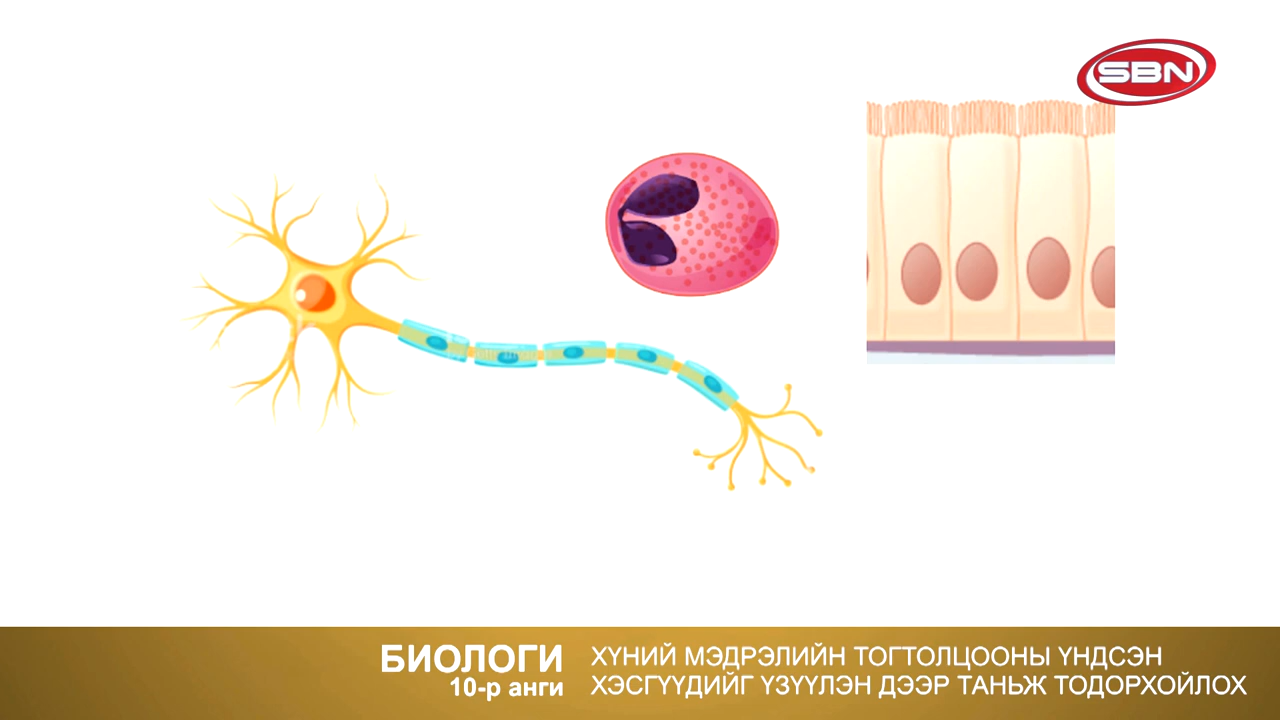 SBN
БИОЛОГИ
10-р анги
ХҮНИЙ МЭДРЭЛИЙН ТОГТОЛЦООНЫ ҮНДСЭН
ХЭСГҮҮДИЙГ ҮЗҮҮЛЭН ДЭЭР ТАНЬЖ ТОДОРХОЙЛОХ